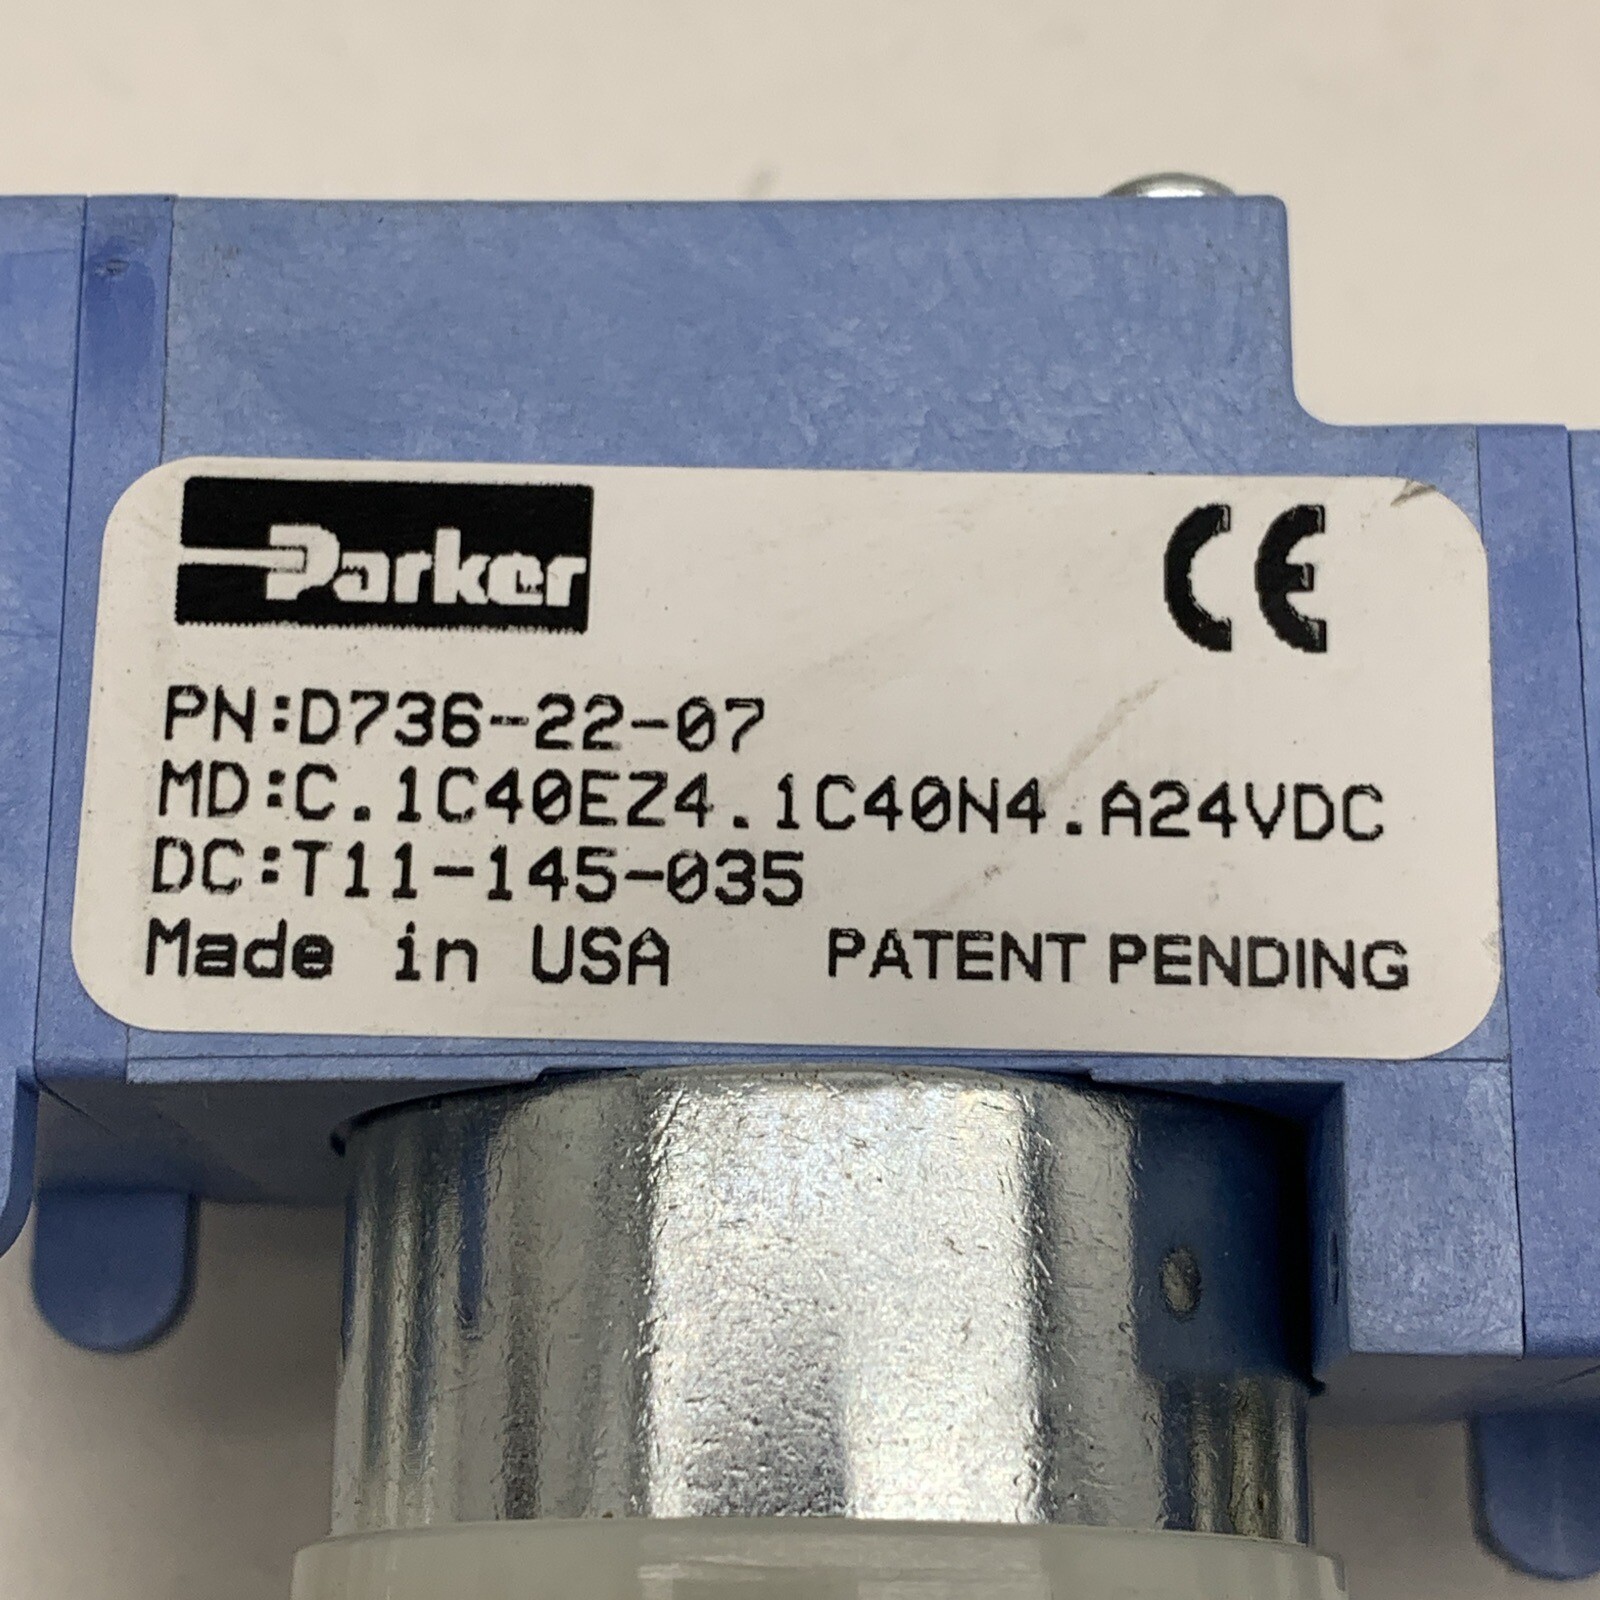 Parker
CE
PN:D736-22-07
MD:C.1C40EZ4.1C40N4.A24VDC
DC:T11-145-035
Made in USA PATENT PENDING